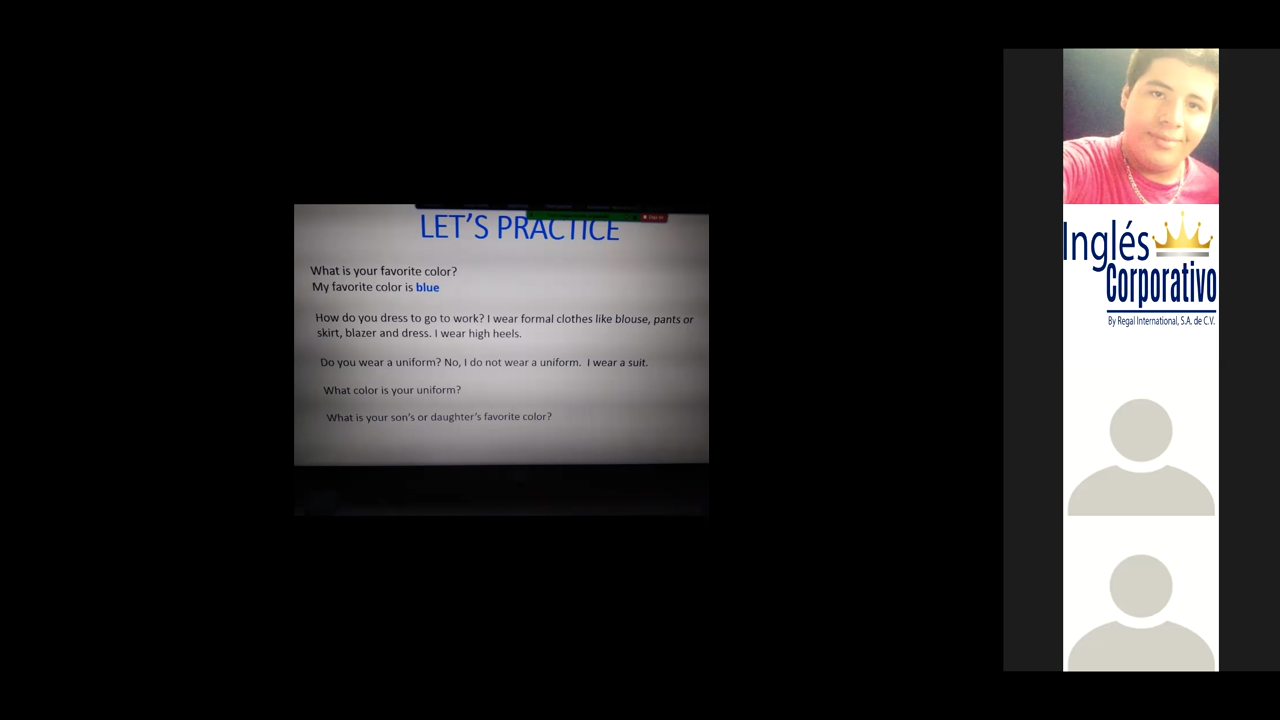 LET'S PRACTICE
What is your favorite color?
My favorite color is blue
How do you dress to go to work? I wear formal clothes like blouse, pants or
skirt, blazer and dress. I wear high heels.
Do you wear a uniform? No, I do not wear a uniform.  I wear a suit.
What color is your uniform?
What is your son's or daughter's favorite color?
Inglés
Corporativo
By Regal International, S.A. de C.V.